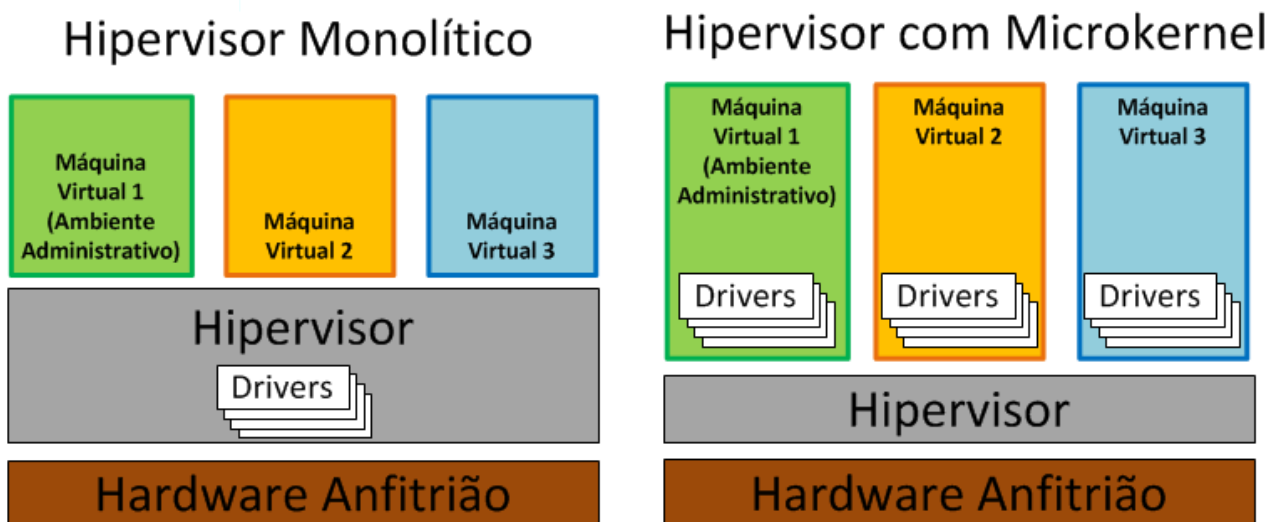 Hipervisor Monolítico
Máquina
Virtual 1
(Ambiente
Administrativo)
Máquina
Virtual 2
Máquina
Virtual 3
Hipervisor
Drivers
Hardware Anfitrião
Hipervisor com Microkernel
Máquina
Virtual 1
(Ambiente
Administrativo)
Drivers
Máquina
Virtual 2
Drivers
Máquina
Virtual 3
Drivers
Hipervisor
Hardware Anfitrião